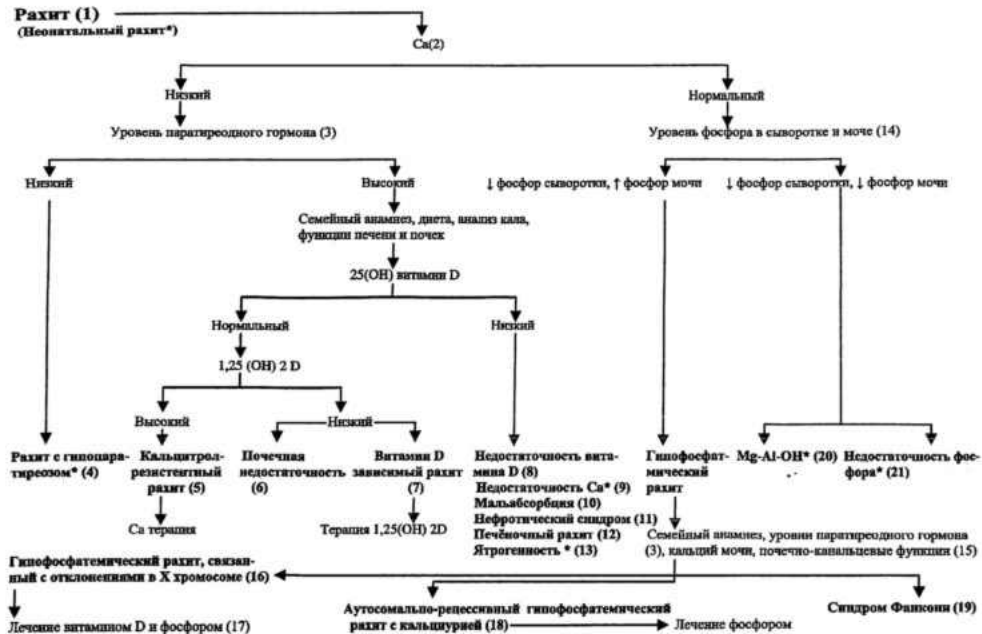 Рахит (1)
(Неонатальный рахит*)
Ca(2)
Низкий
Нормальный
Уровень паратиреодного гормона (3)
Уровень фосфора в сыворотке и моче (14)
Низкий
Высокий
↓ фосфор сыворотки, ↑ фосфор мочи
↓ фосфор сыворотки, ↓ фосфор мочи
Семейный анамнез, диета, анализ кала,
функции печени и почек
25(OH) витамин D
Нормальный
Низкий
1,25 (OH) 2 D
Высокий
Низкий
Рахит с гипопара-
тиреозом* (4)
Кальцитрол-
резистентный
рахит (5)
Почечная
недостаточность
(6)
Витамин D
зависимый рахит
(7)
Недостаточность вита-
мина D (8)
Недостаточность Ca* (9)
Мальабсорбция (10)
Нефротический синдром (11)
Печёночный рахит (12)
Ятрогенность * (13)
Гипофосфат-
мический
рахит
Mg-Al-OH* (20)
Недостаточность фос-
фора* (21)
Ca терапия
Терапия 1,25(OH) 2D
Семейный анамнез, уровни паратиреодного гормона
(3), кальций мочи, почечно-канальцевые функции (15)
Гипофосфатемический рахит, связан-
ный с отклонениями в X хромосоме (16)
Аутосомально-рецессивный гипофосфатемический
рахит с кальциурией (18)
Лечение фосфором
Синдром Фанкони (19)
Лечение витамином D и фосфором (17)